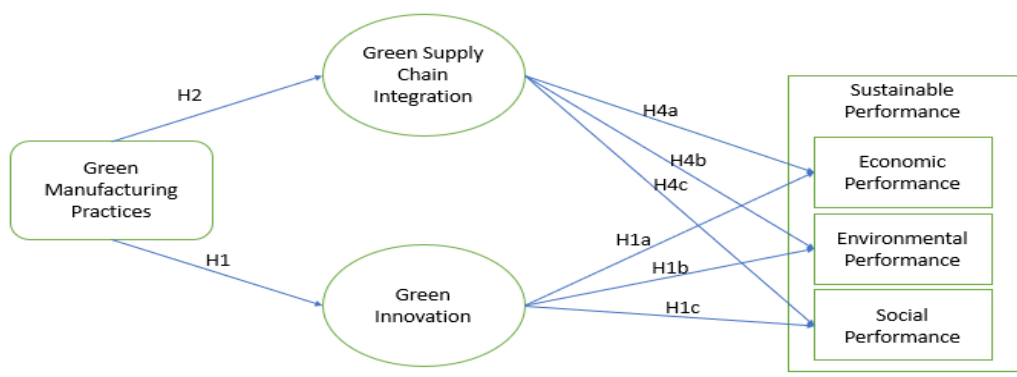 Green Supply
Chain
Integration
H2
Green
Manufacturing
Practices
H1
Green
Innovation
H4a
H4b
H4c
H1a
H1b
H1c
Sustainable
Performance
Economic
Performance
Environmental
Performance
Social
Performance